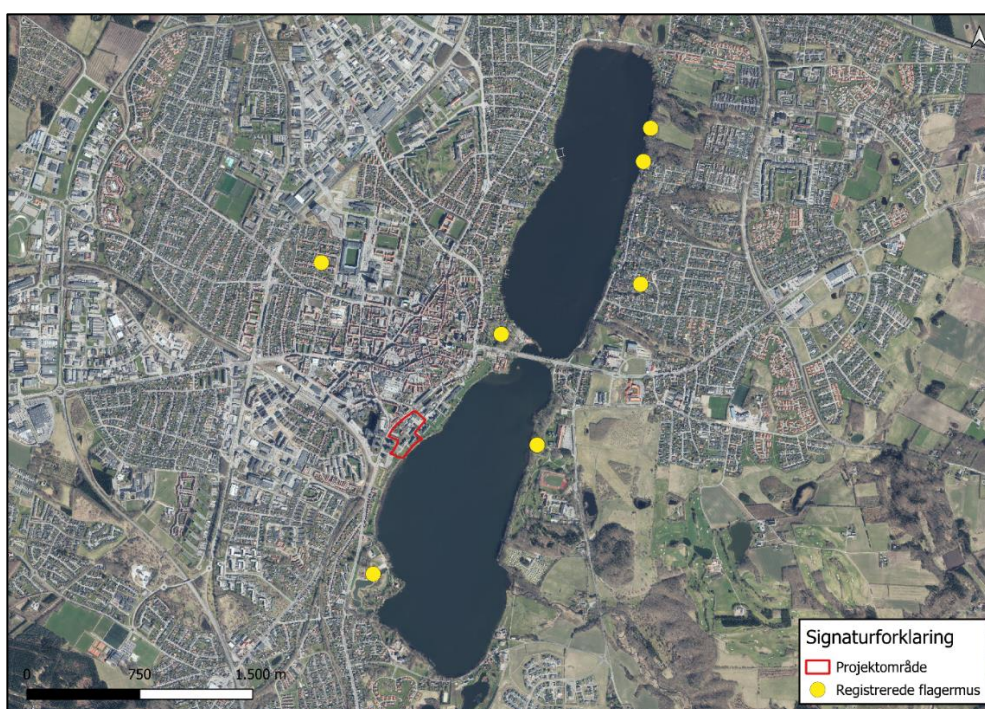 Signaturforklaring
Projektområde
Registrerede flagermus
0 750 1.500 m